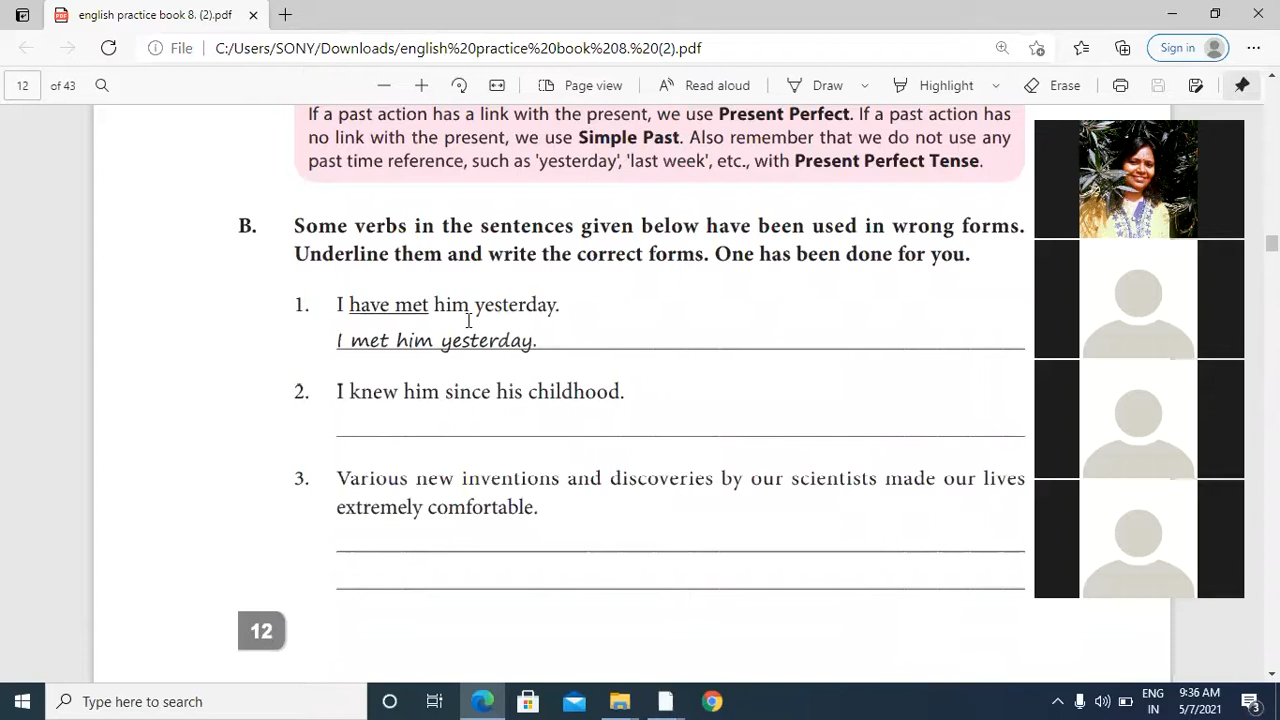 english practice book 8. (2).pdf
File C:/Users/SONY/Downloads/english%20practice%20book%208.%20(2).pdf
Sign in
12 of 43
Page view
Read aloud
Draw
Highlight
Erase
If a past action has a link with the present, we use Present Perfect. If a past action has
no link with the present, we use Simple Past. Also remember that we do not use any
past time reference, such as 'yesterday', 'last week', etc., with Present Perfect Tense.
B. Some verbs in the sentences given below have been used in wrong forms.
Underline them and write the correct forms. One has been done for you.
1. I have met him yesterday.
I met him yesterday.
2. I knew him since his childhood.
3. Various new inventions and discoveries by our scientists made our lives
extremely comfortable.
12
Type here to search
ENG
IN
9:36 AM
5/7/2021
3